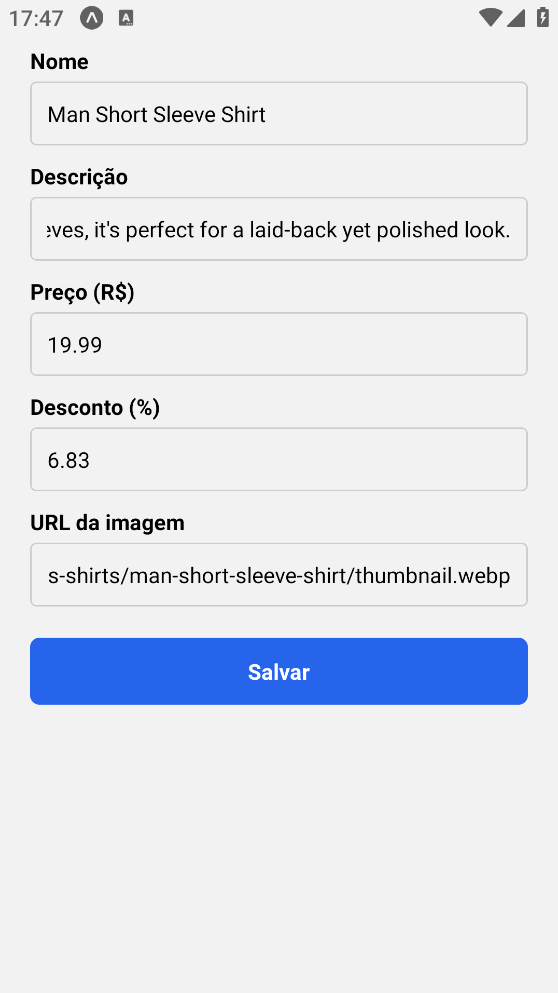 17:47
Nome
Man Short Sleeve Shirt
Descrição
eves, it's perfect for a laid-back yet polished look.
Preço (R$)
19.99
Desconto (%)
6.83
URL da imagem
s-shirts/man-short-sleeve-shirt/thumbnail.webp
Salvar